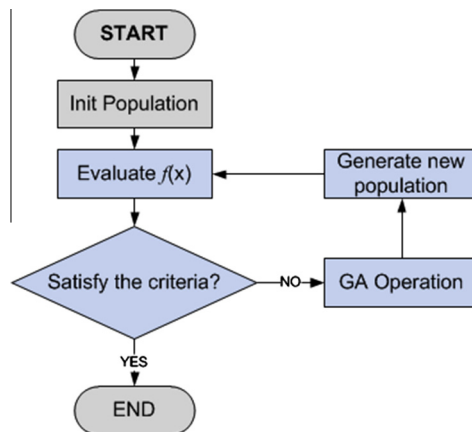 START
Init Population
Evaluate f(x)
Generate new
population
Satisfy the criteria?
NO
GA Operation
YES
END